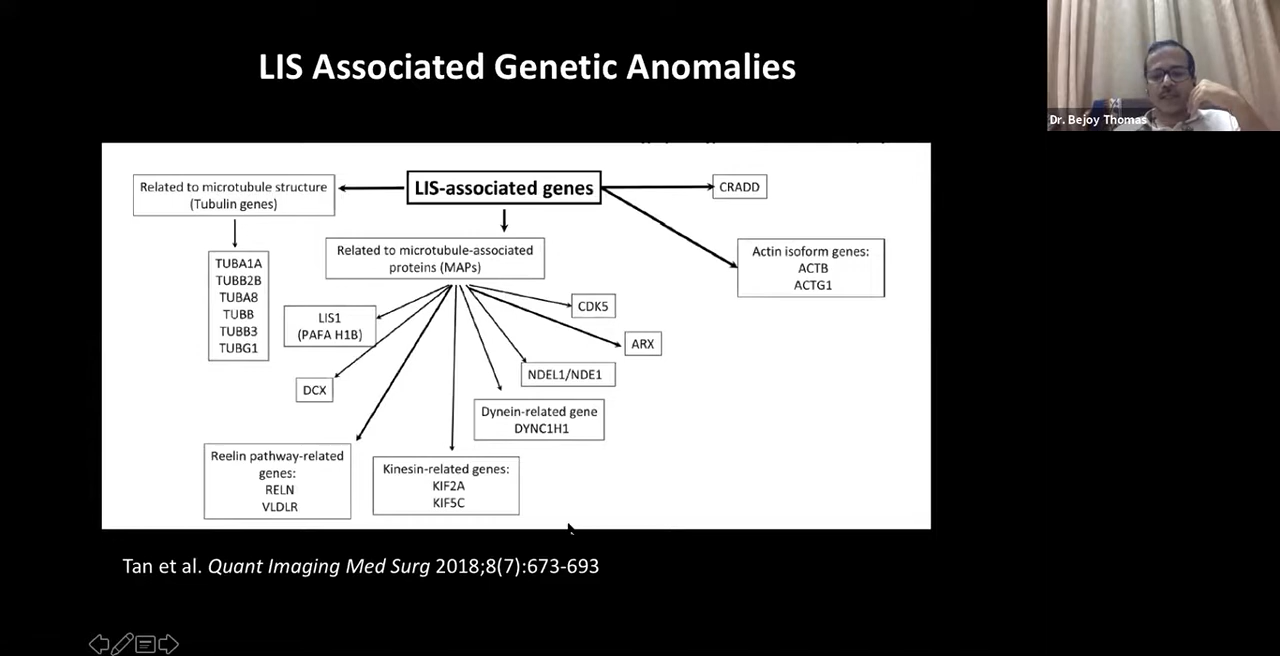 LIS Associated Genetic Anomalies
Dr. Bejoy Thomas
LIS-associated genes
Related to microtubule structure
(Tubulin genes)
TUBA1A
TUBB2B
TUBA8
TUBB
TUBB3
TUBG1
Related to microtubule-associated
proteins (MAPs)
LIS1
(PAFA H1B)
DCX
Reelin pathway-related
genes:
RELN
VLDLR
Kinesin-related genes:
KIF2A
KIF5C
Dynein-related gene
DYNC1H1
NDEL1/NDE1
ARX
CDK5
CRADD
Actin isoform genes:
ACTB
ACTG1
Tan et al. Quant Imaging Med Surg 2018;8(7):673-693